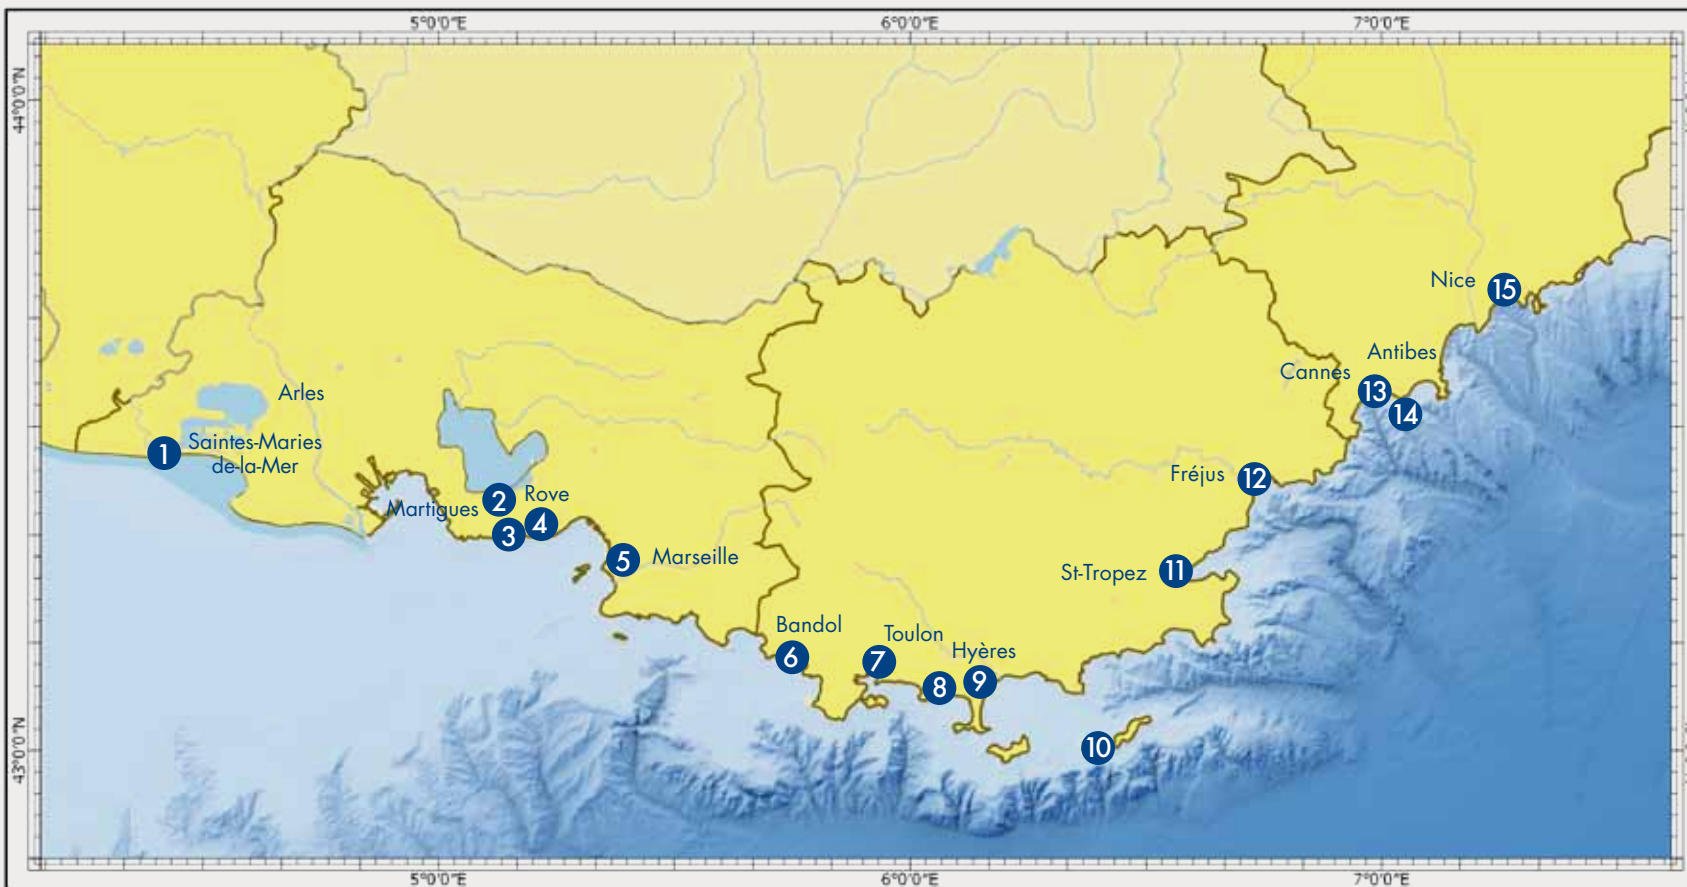 5°0'0"E
6°0'0"E
7°0'0"E
44°0'0"N
Nice
15
Antibes
Cannes
13
14
Arles
1
Saintes-Maries
de-la-Mer
Fréjus
12
2
Rove
Martigues
3
4
5
Marseille
St-Tropez
11
Bandol
6
Toulon
7
Hyères
8
9
10
43°0'0"N
5°0'0"E
6°0'0"E
7°0'0"E